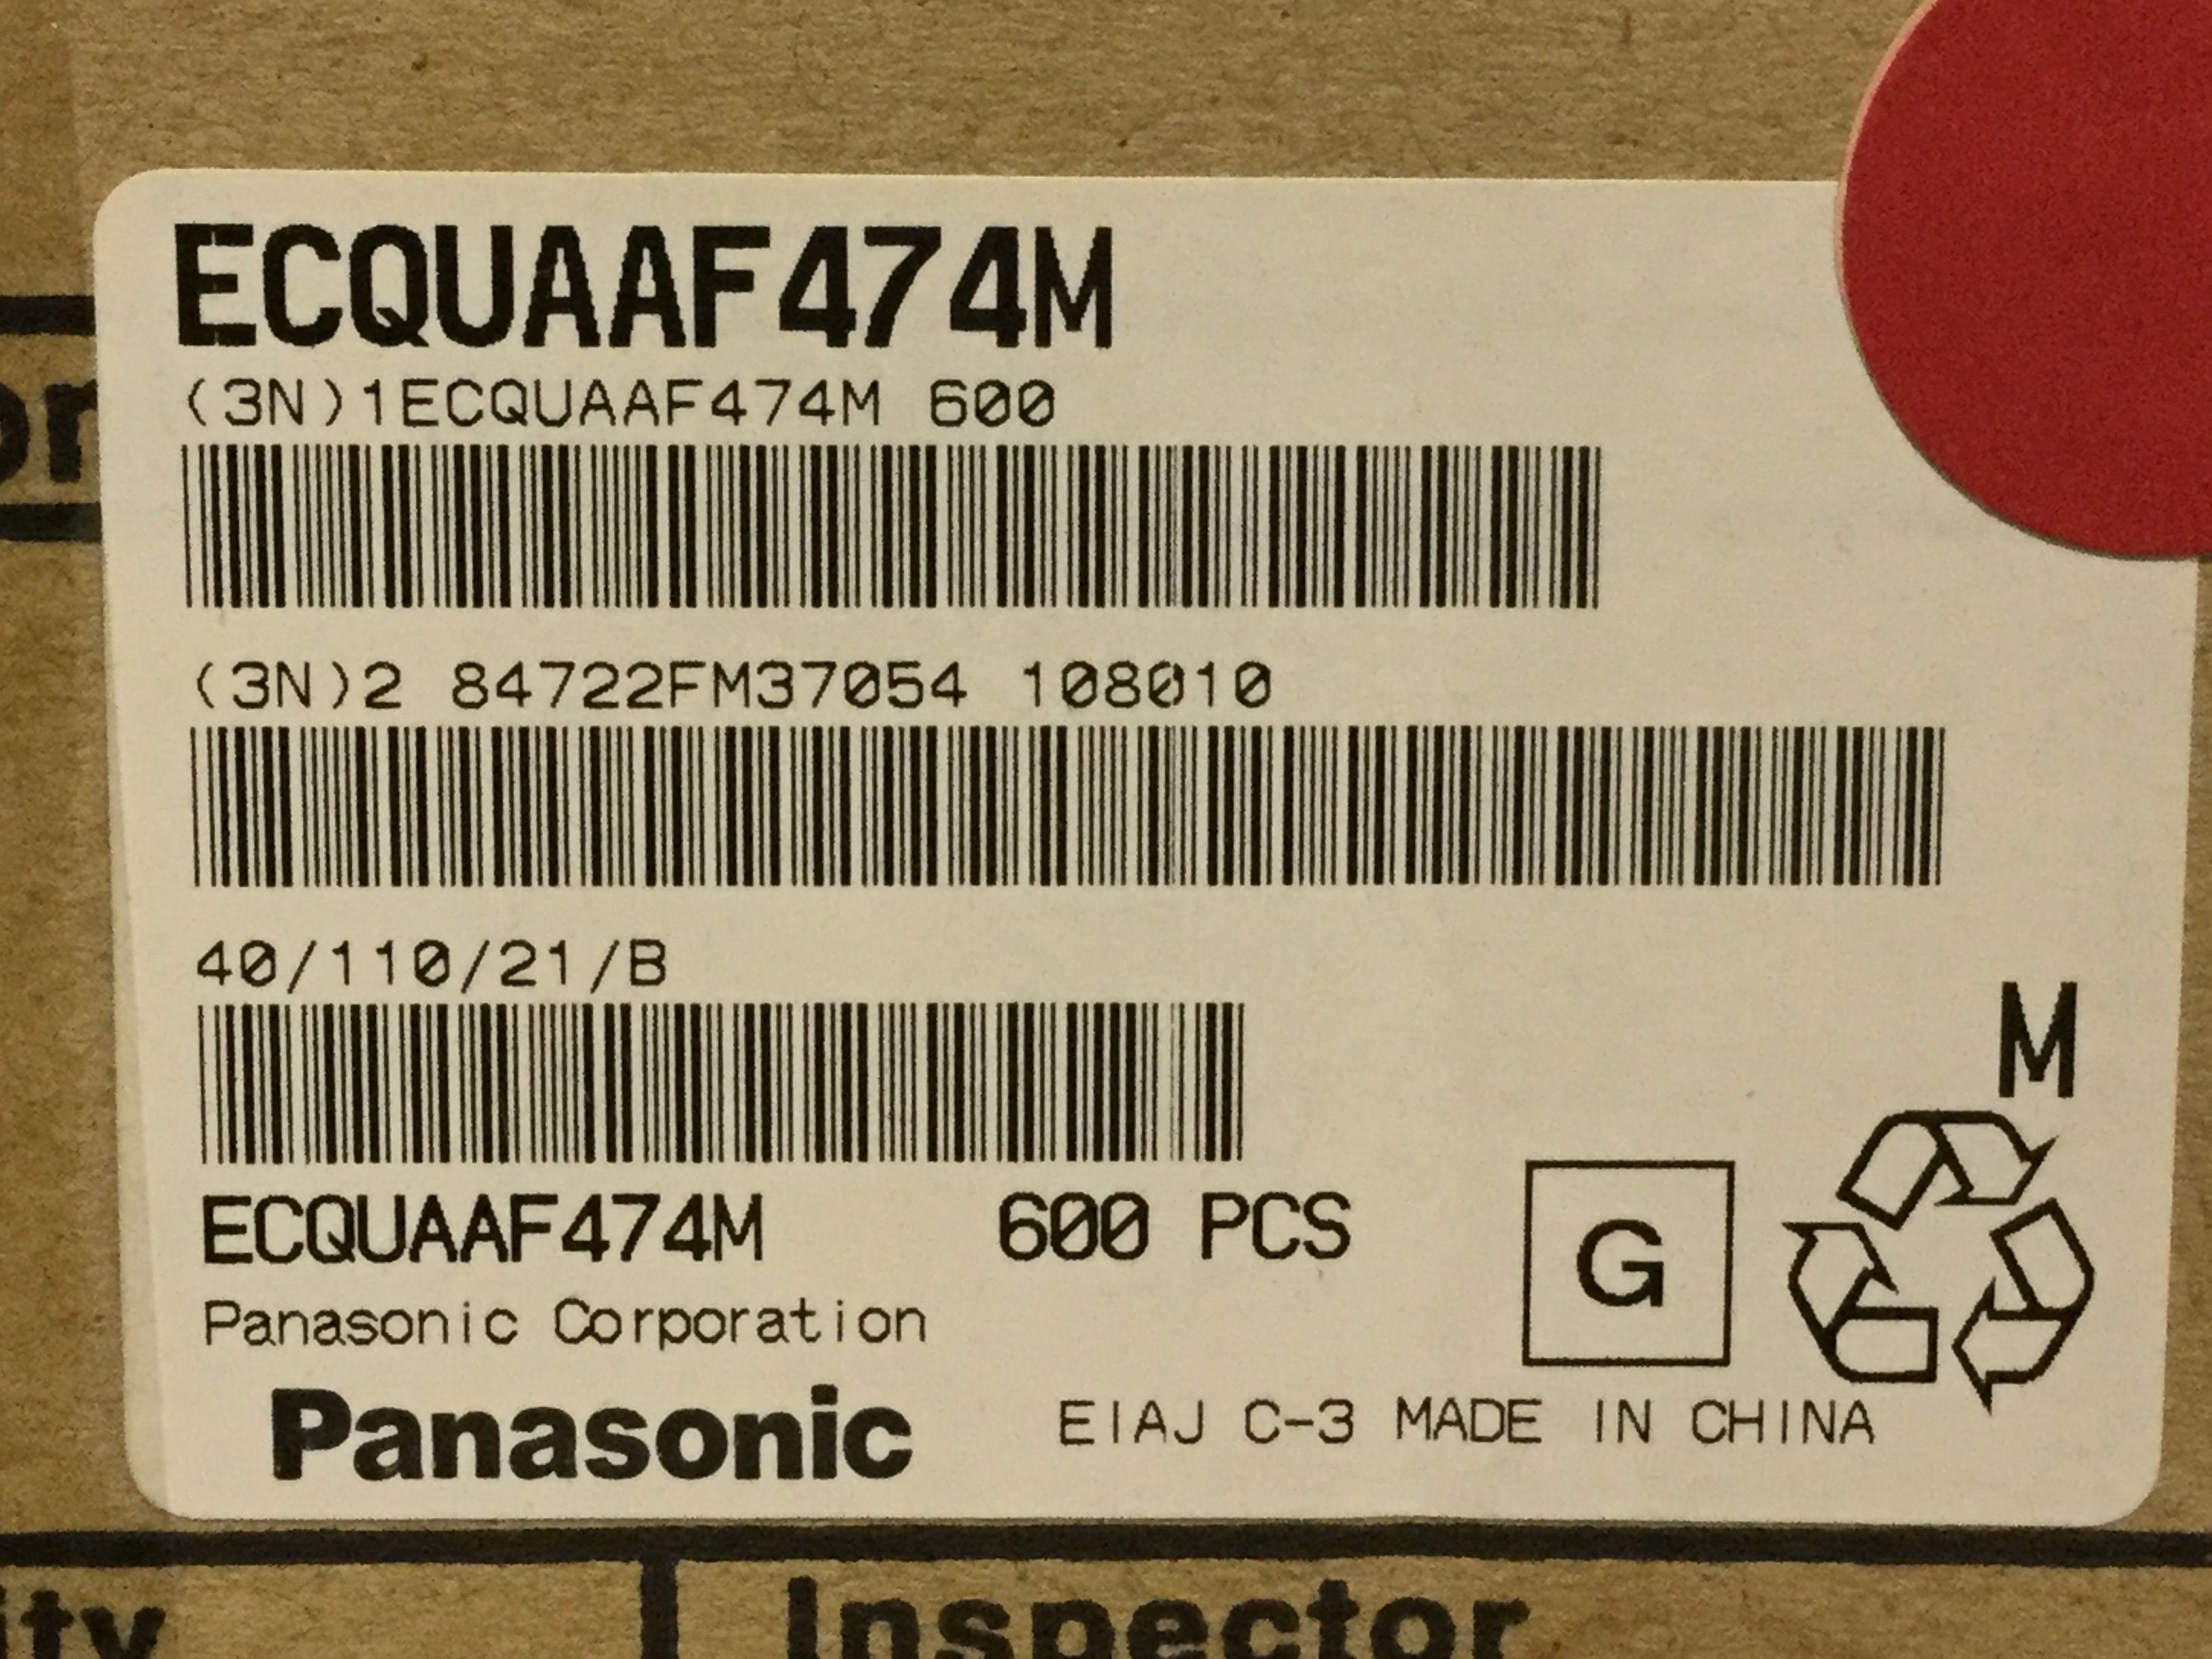 ECQUAAF474M
(3N)1ECQUAAF474M 600
(3N)2 84722FM37054 108010
40/110/21/B
M
ECQUAAF474M 600 PCS
G
Panasonic Corporation
Panasonic
EIAJ C-3 MADE IN CHINA
Inspector